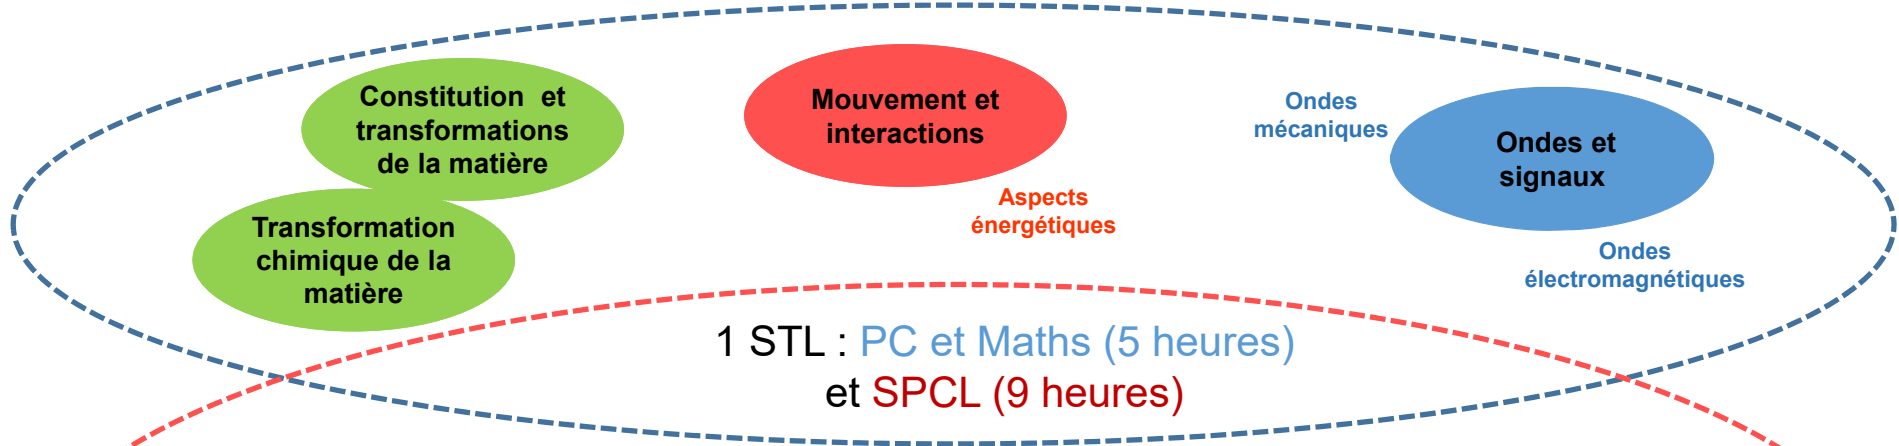 Constitution et
transformations
de la matière
Transformation
chimique de la
matière
Mouvement et
interactions
Aspects
énergétiques
Ondes
mécaniques
Ondes et
signaux
Ondes
électromagnétiques
1 STL : PC et Maths (5 heures)
et SPCL (9 heures)